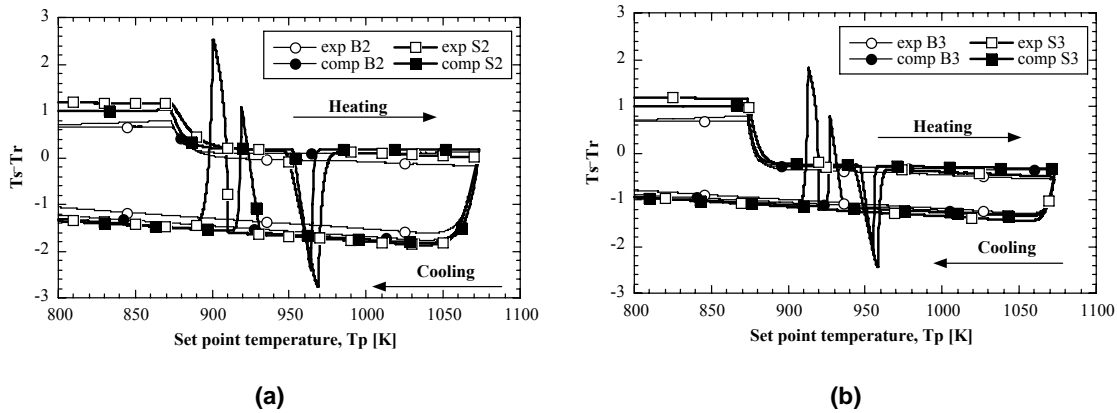 3
exp B2 exp S2
comp B2 comp S2
2
Heating
1
Ts-Tr
0
-1
-2
Cooling
-3
800 850 900 950 1000 1050 1100
Set point temperature, Tp [K]
(a)
3
exp B3 exp S3
comp B3 comp S3
2
Heating
1
Ts-Tr
0
-1
-2
Cooling
-3
800 850 900 950 1000 1050 1100
Set point temperature, Tp [K]
(b)